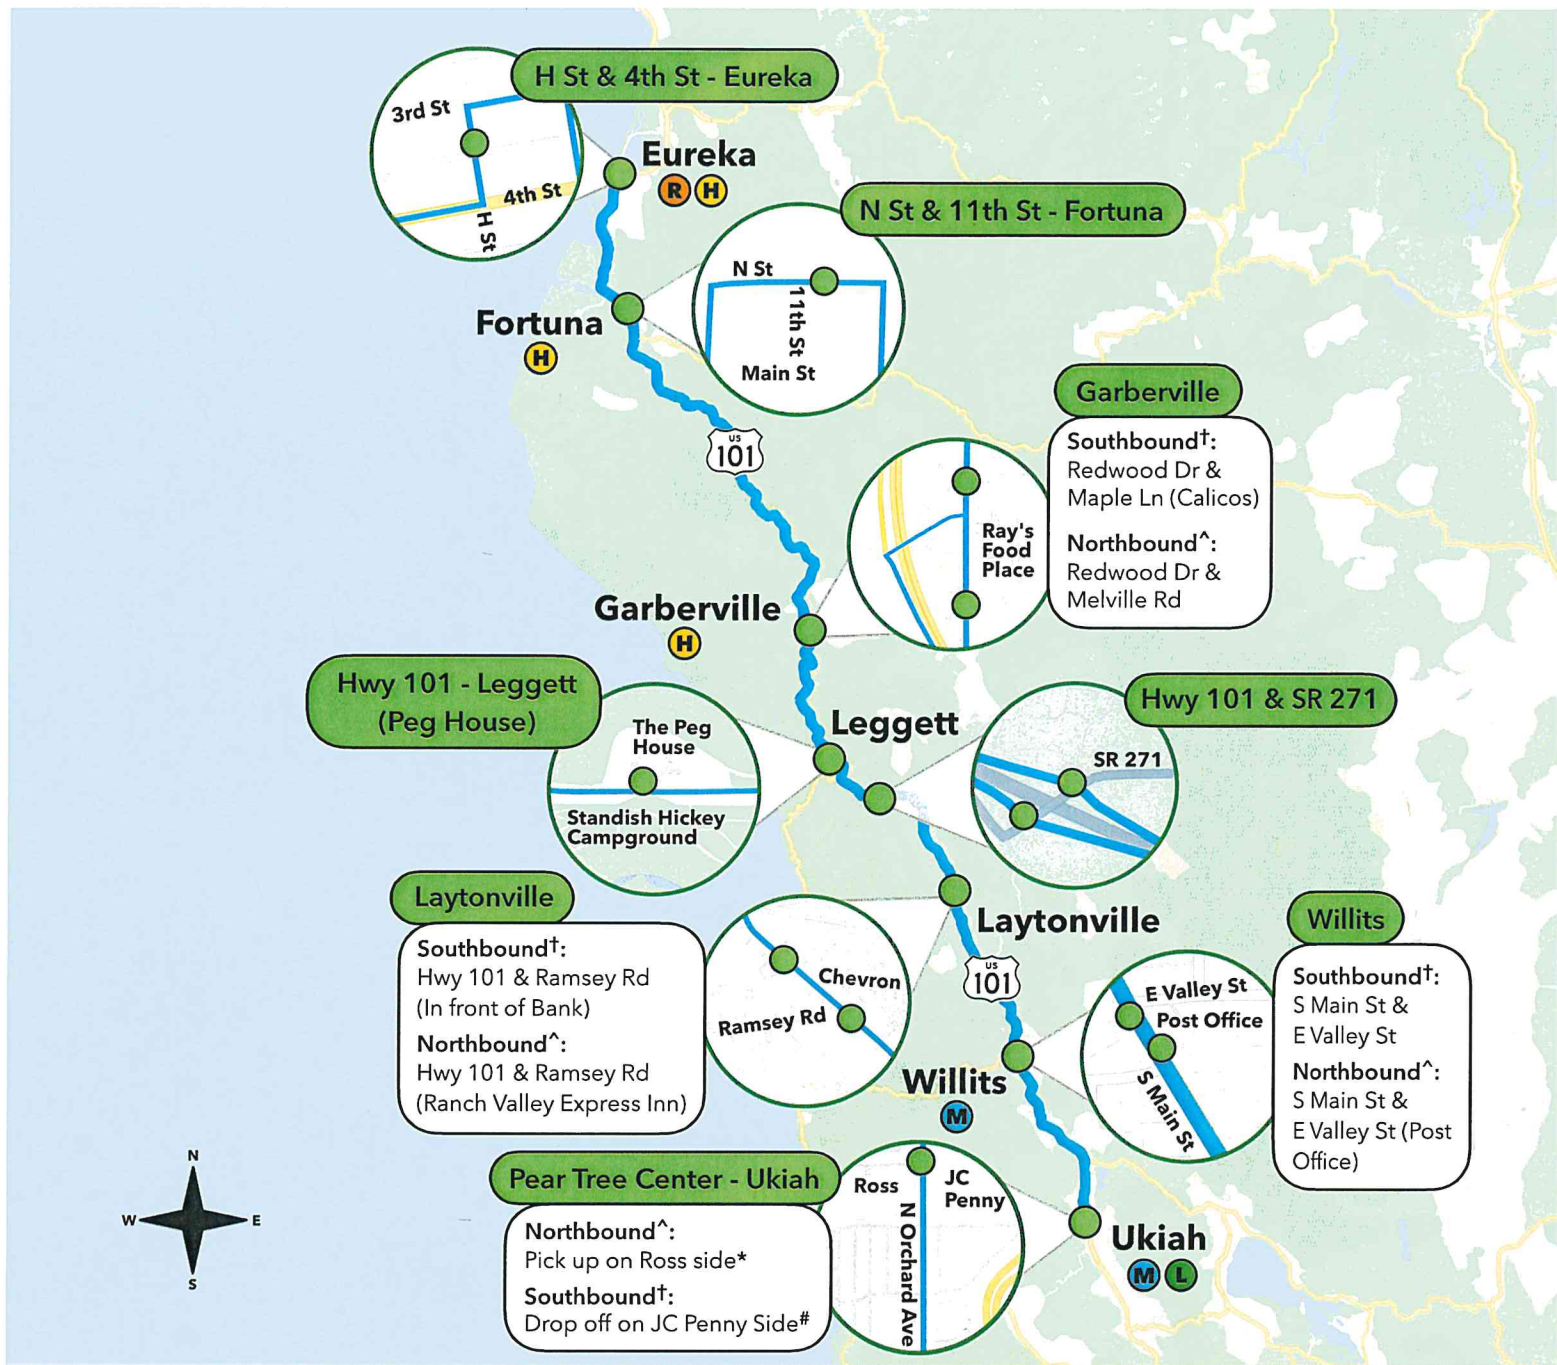 H St & 4th St - Eureka
3rd St
4th St
H St
Eureka
R H
N St & 11th St - Fortuna
N St
11th St
Main St
Fortuna
H
US
101
Garberville
Southbound†:
Redwood Dr &
Maple Ln (Calicos)
Northbound^:
Redwood Dr &
Melville Rd
Ray's
Food
Place
Garberville
H
Hwy 101 - Leggett
(Peg House)
The Peg
House
Standish Hickey
Campground
Leggett
Hwy 101 & SR 271
SR 271
Laytonville
Southbound†:
Hwy 101 & Ramsey Rd
(In front of Bank)
Northbound^:
Hwy 101 & Ramsey Rd
(Ranch Valley Express Inn)
Chevron
Ramsey Rd
Laytonville
US
101
Willits
Southbound†:
S Main St &
E Valley St
Northbound^:
S Main St &
E Valley St (Post
Office)
E Valley St
Post Office
S Main St
Willits
M
Pear Tree Center - Ukiah
Northbound^:
Pick up on Ross side*
Southbound†:
Drop off on JC Penny Side#
Ross
JC
Penny
N Orchard Ave
Ukiah
M L
N
W E
S